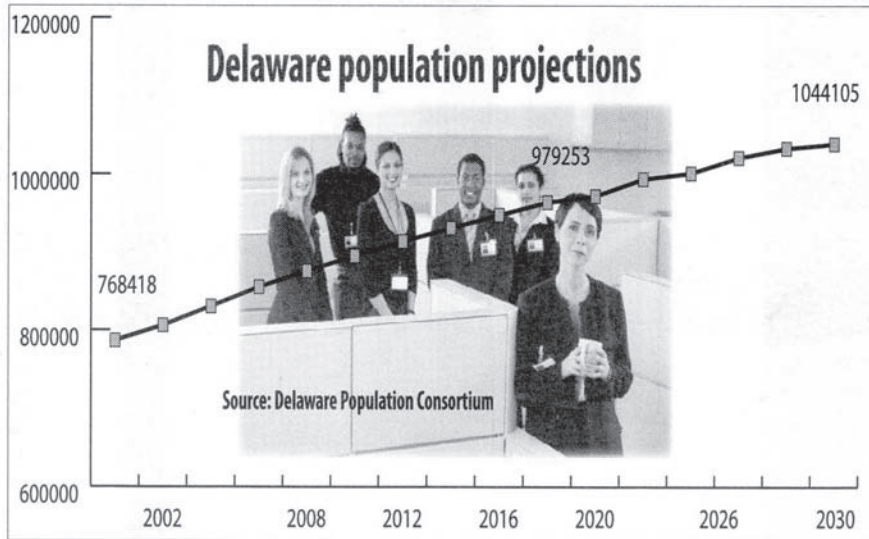 1200000
Delaware population projections
1044105
979253
1000000
768418
800000
Source: Delaware Population Consortium
600000
2002 2008 2012 2016 2020 2026 2030